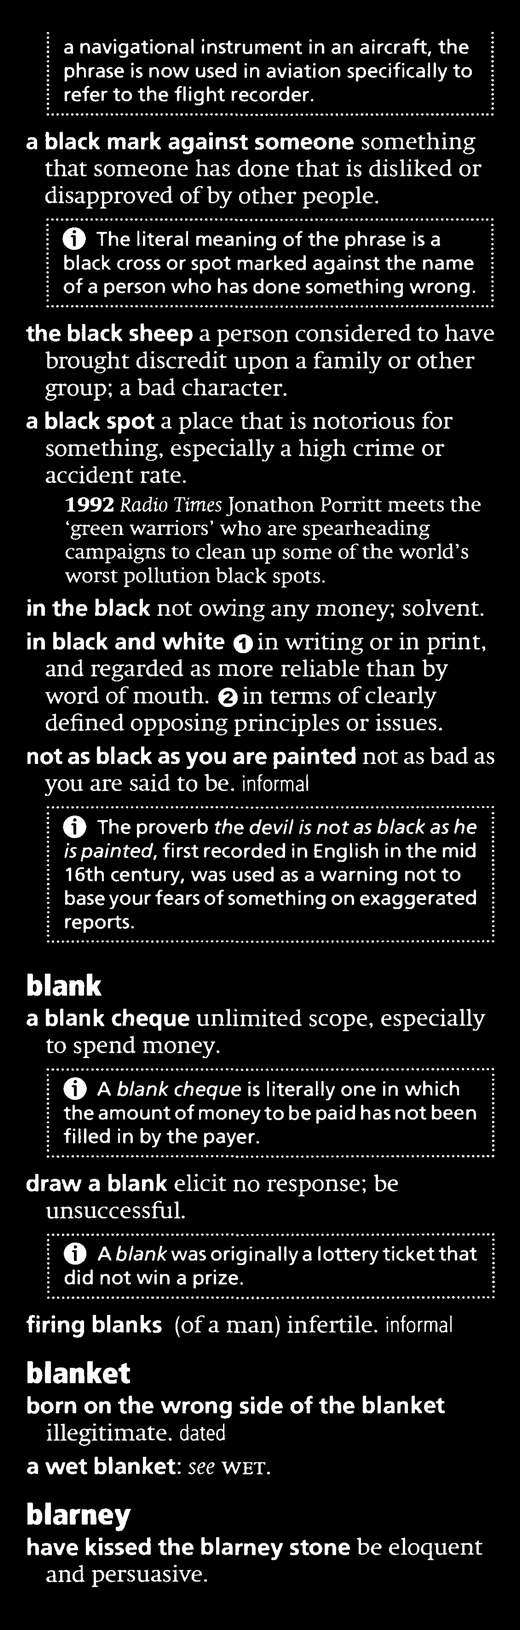 a navigational instrument in an aircraft, the
phrase is now used in aviation specifically to
refer to the flight recorder.
a black mark against someone something
that someone has done that is disliked or
disapproved of by other people.
ⓘ The literal meaning of the phrase is a
black cross or spot marked against the name
of a person who has done something wrong.
the black sheep a person considered to have
brought discredit upon a family or other
group; a bad character.
a black spot a place that is notorious for
something, especially a high crime or
accident rate.
1992 Radio Times Jonathon Porritt meets the
‘green warriors’ who are spearheading
campaigns to clean up some of the world’s
worst pollution black spots.
in the black not owing any money; solvent.
in black and white ❶ in writing or in print,
and regarded as more reliable than by
word of mouth. ❷ in terms of clearly
defined opposing principles or issues.
not as black as you are painted not as bad as
you are said to be. informal
ⓘ The proverb the devil is not as black as he
is painted, first recorded in English in the mid
16th century, was used as a warning not to
base your fears of something on exaggerated
reports.
blank
a blank cheque unlimited scope, especially
to spend money.
ⓘ A blank cheque is literally one in which
the amount of money to be paid has not been
filled in by the payer.
draw a blank elicit no response; be
unsuccessful.
ⓘ A blank was originally a lottery ticket that
did not win a prize.
firing blanks (of a man) infertile. informal
blanket
born on the wrong side of the blanket
illegitimate. dated
a wet blanket: see WET.
blarney
have kissed the blarney stone be eloquent
and persuasive.